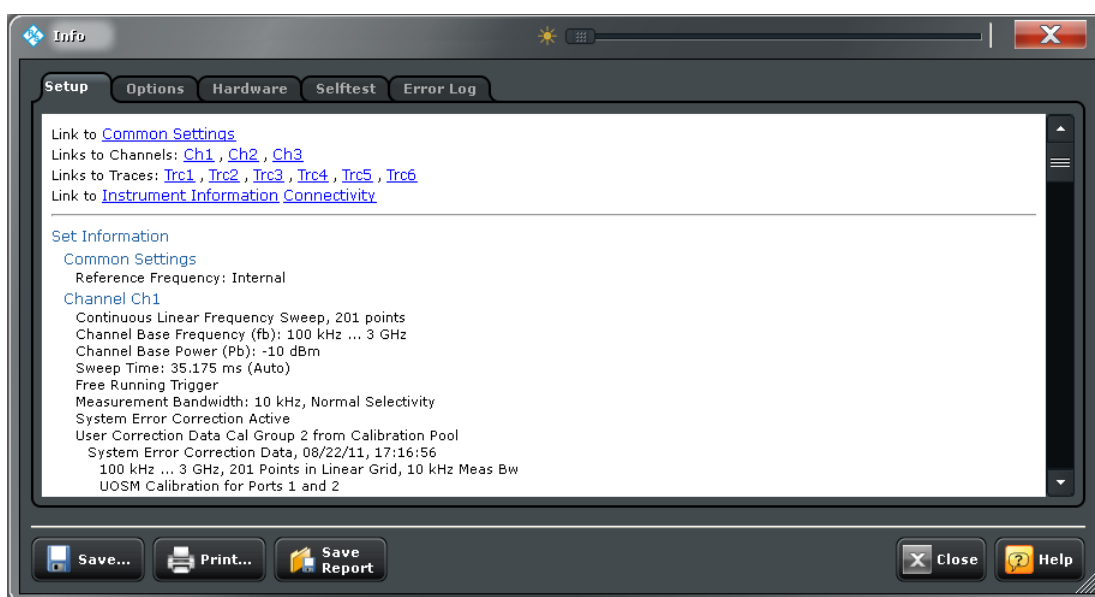 Info
X
Setup Options Hardware Selftest Error Log
Link to Common Settings
Links to Channels: Ch1 , Ch2 , Ch3
Links to Traces: Trc1 , Trc2 , Trc3 , Trc4 , Trc5 , Trc6
Link to Instrument Information Connectivity
Set Information
Common Settings
Reference Frequency: Internal
Channel Ch1
Continuous Linear Frequency Sweep, 201 points
Channel Base Frequency (fb): 100 kHz ... 3 GHz
Channel Base Power (Pb): -10 dBm
Sweep Time: 35.175 ms (Auto)
Free Running Trigger
Measurement Bandwidth: 10 kHz, Normal Selectivity
System Error Correction Active
User Correction Data Cal Group 2 from Calibration Pool
System Error Correction Data, 08/22/11, 17:16:56
100 kHz ... 3 GHz, 201 Points in Linear Grid, 10 kHz Meas Bw
UOSM Calibration for Ports 1 and 2
Save...
Print...
Save
Report
X Close
? Help